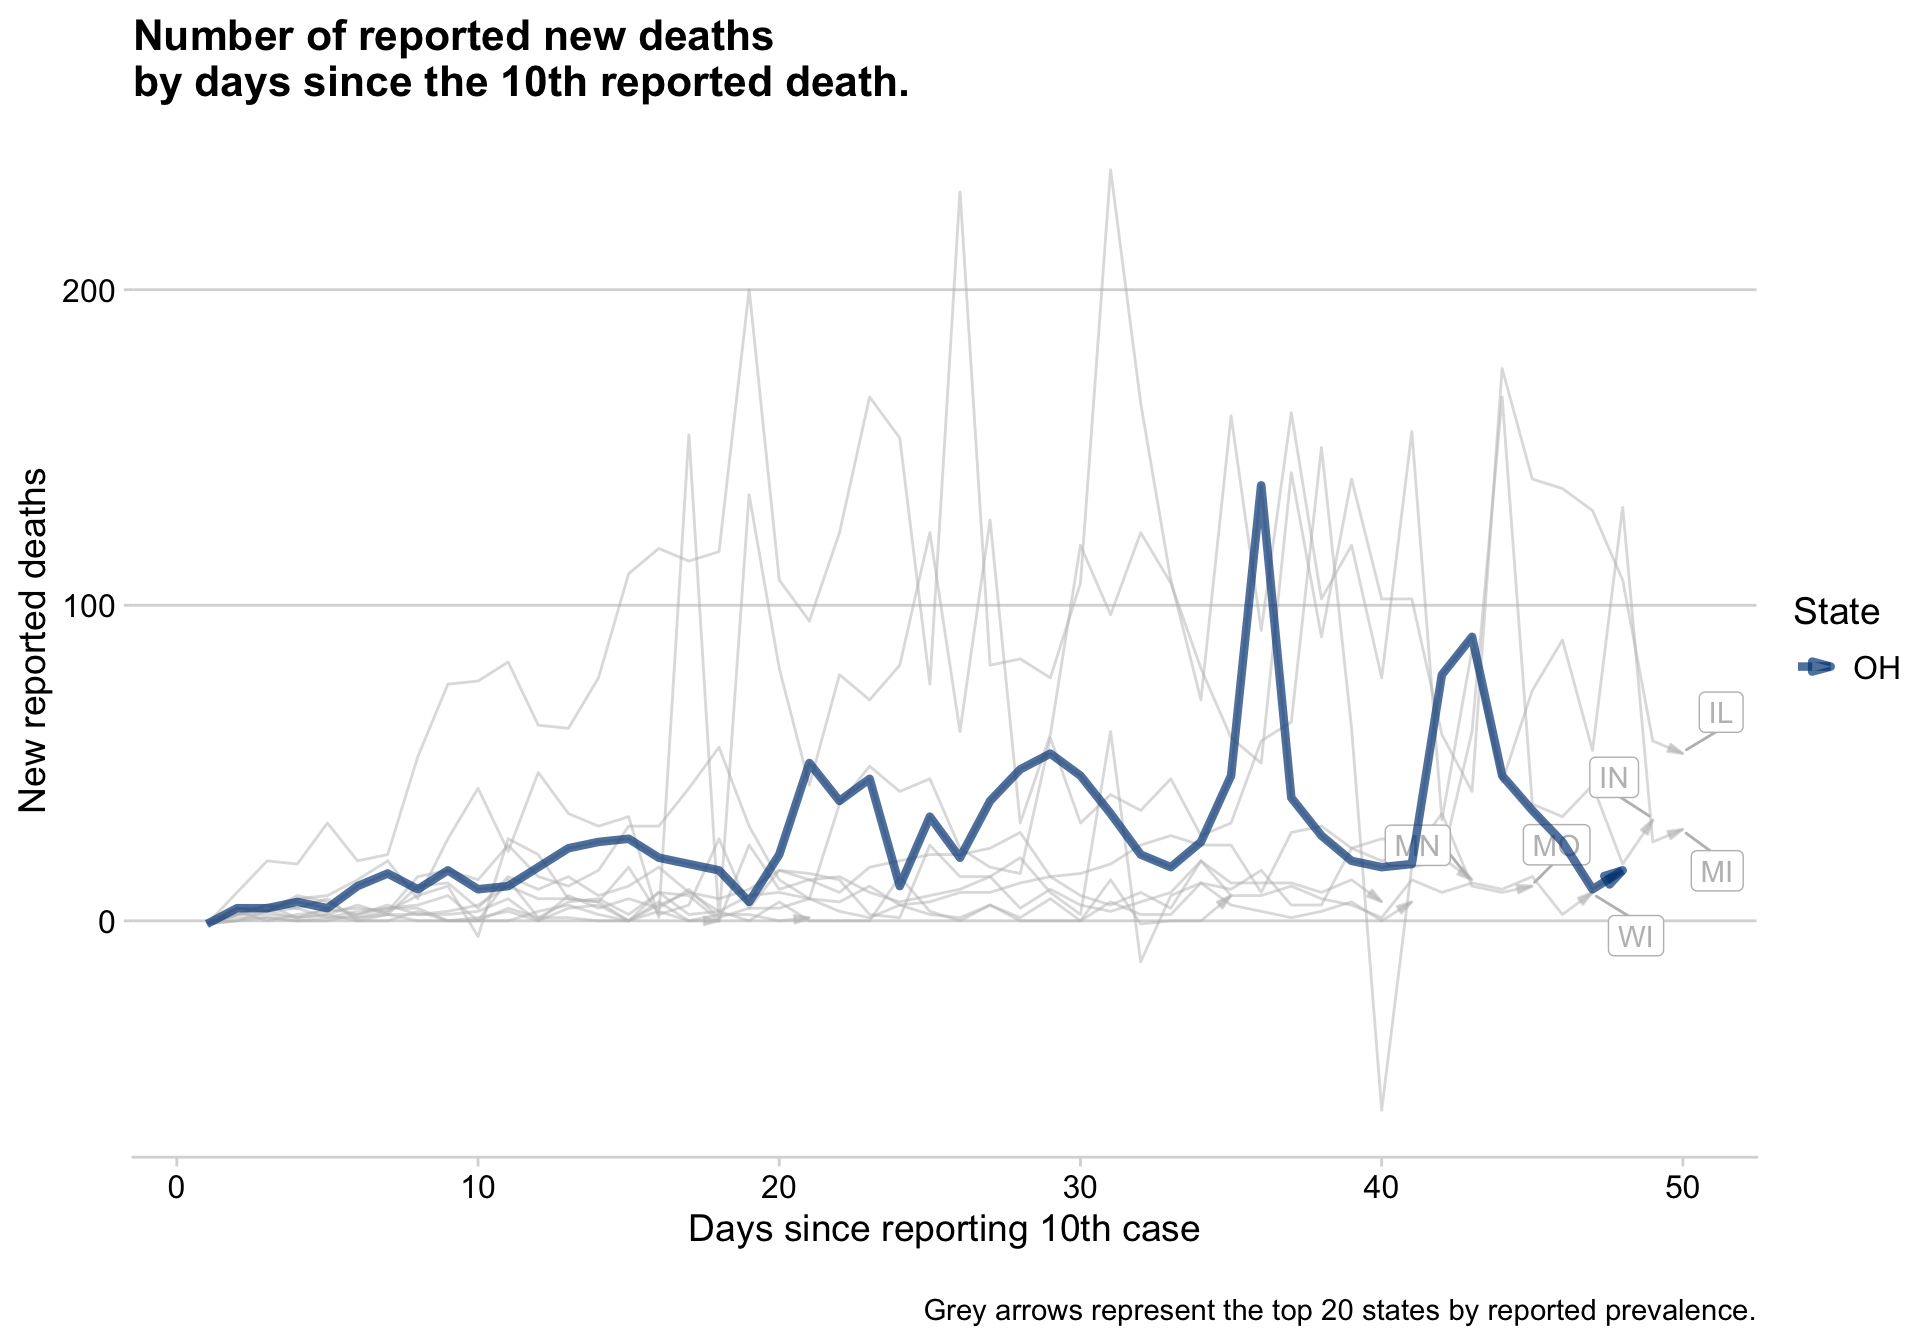 Number of reported new deaths
by days since the 10th reported death.
New reported deaths
200
100
0
IL
IN
MN
MO
MI
WI
State
OH
0 10 20 30 40 50
Days since reporting 10th case
Grey arrows represent the top 20 states by reported prevalence.